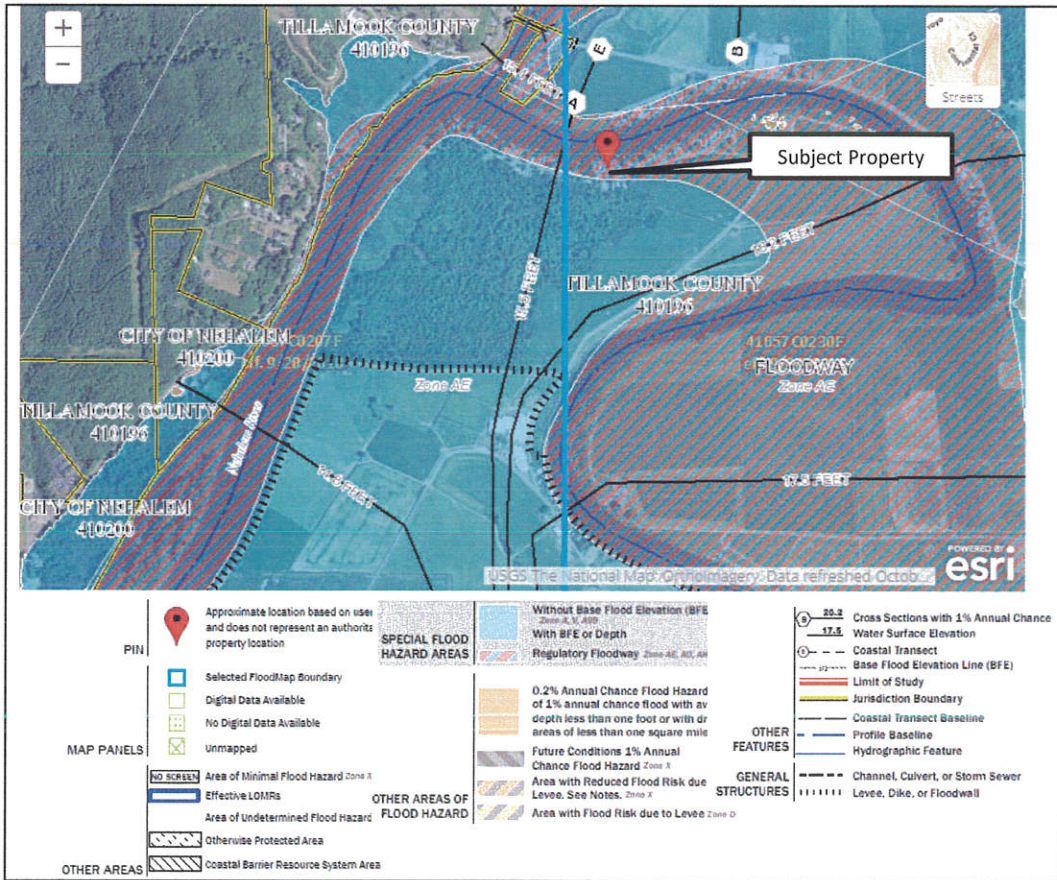 +
−
TILLAMOOK COUNTY
410196
E
B
A
Streets
Subject Property
TILLAMOOK COUNTY
410196
CITY OF NEHALEM
410200
Zone AE
41057C0230F
FLOODWAY
Zone AE
TILLAMOOK COUNTY
410196
CITY OF NEHALEM
410200
17.5 FEET
USGS The National Map: Orthoimagery. Data refreshed Octob
POWERED BY
esri
PIN
Approximate location based on user
and does not represent an authorita
property location
Selected FloodMap Boundary
Digital Data Available
No Digital Data Available
MAP PANELS
Unmapped
NO SCREEN Area of Minimal Flood Hazard Zone X
Effective LOMRs
Area of Undetermined Flood Hazard
Otherwise Protected Area
OTHER AREAS
Coastal Barrier Resource System Area
SPECIAL FLOOD
HAZARD AREAS
Without Base Flood Elevation (BFE
Zone A, V, A99
With BFE or Depth
Regulatory Floodway Zone AE, AO, AH
0.2% Annual Chance Flood Hazard
of 1% annual chance flood with av
depth less than one foot or with dr
areas of less than one square mile
Future Conditions 1% Annual
Chance Flood Hazard Zone X
Area with Reduced Flood Risk due
Levee. See Notes. Zone X
OTHER AREAS OF
FLOOD HAZARD
Area with Flood Risk due to Levee Zone D
B 20.2 Cross Sections with 1% Annual Chance
17.5 Water Surface Elevation
Coastal Transect
Base Flood Elevation Line (BFE)
Limit of Study
Jurisdiction Boundary
Coastal Transect Baseline
OTHER
FEATURES
Profile Baseline
Hydrographic Feature
GENERAL
STRUCTURES
Channel, Culvert, or Storm Sewer
Levee, Dike, or Floodwall